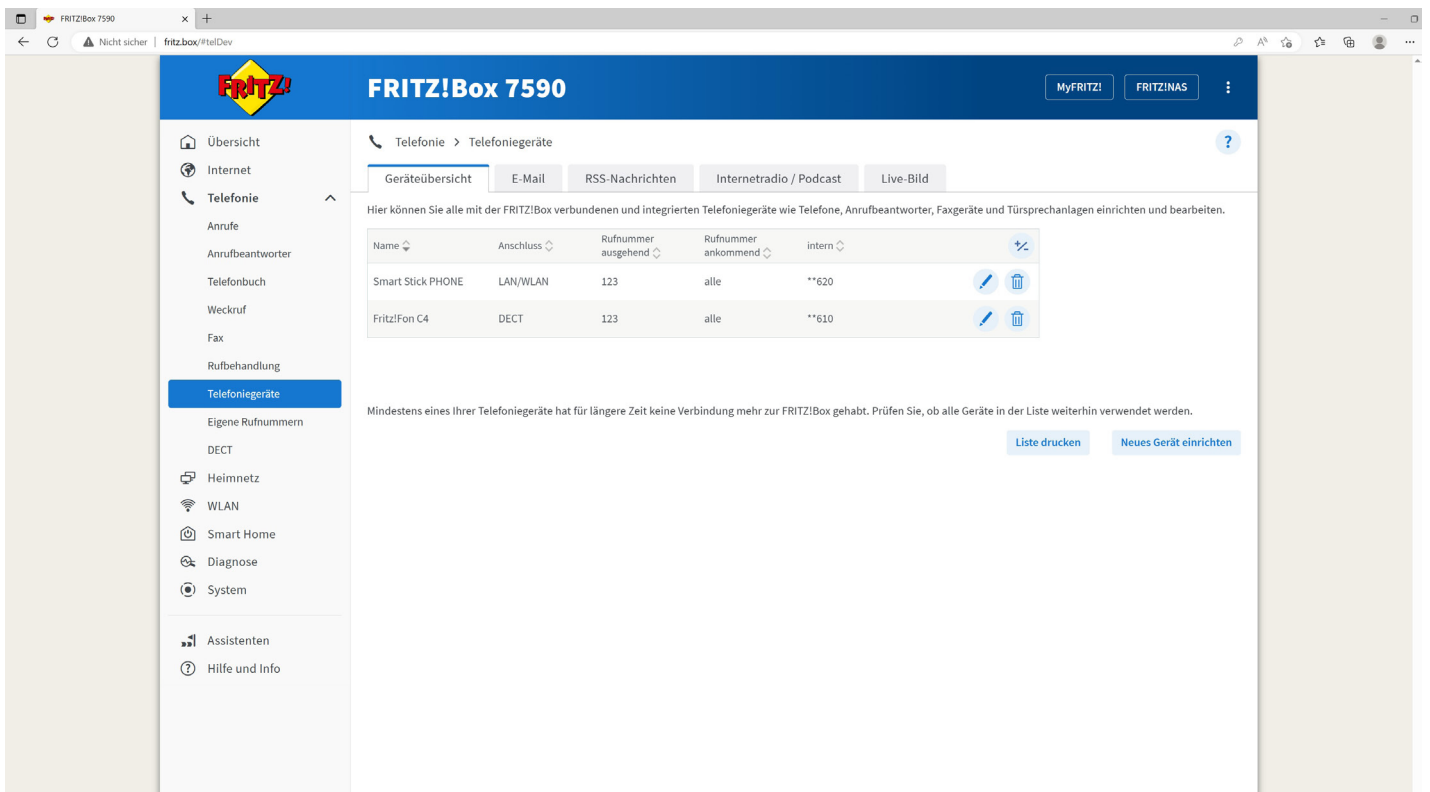 FRITZ!Box 7590
Nicht sicher | fritz.box/#telDev
FRITZ!
FRITZ!Box 7590
MyFRITZ!
FRITZ!NAS
Übersicht
Internet
Telefonie
Anrufe
Anrufbeantworter
Telefonbuch
Weckruf
Fax
Rufbehandlung
Telefoniegeräte
Eigene Rufnummern
DECT
Heimnetz
WLAN
Smart Home
Diagnose
System
Assistenten
Hilfe und Info
Telefonie > Telefoniegeräte
?
Geräteübersicht E-Mail RSS-Nachrichten Internetradio / Podcast Live-Bild
Hier können Sie alle mit der FRITZ!Box verbundenen und integrierten Telefoniegeräte wie Telefone, Anrufbeantworter, Faxgeräte und Türsprechanlagen einrichten und bearbeiten.
Name Anschluss Rufnummer ausgehend Rufnummer ankommend intern
Smart Stick PHONE LAN/WLAN 123 alle **620
Fritz!Fon C4 DECT 123 alle **610
Mindestens eines Ihrer Telefoniegeräte hat für längere Zeit keine Verbindung mehr zur FRITZ!Box gehabt. Prüfen Sie, ob alle Geräte in der Liste weiterhin verwendet werden.
Liste drucken
Neues Gerät einrichten